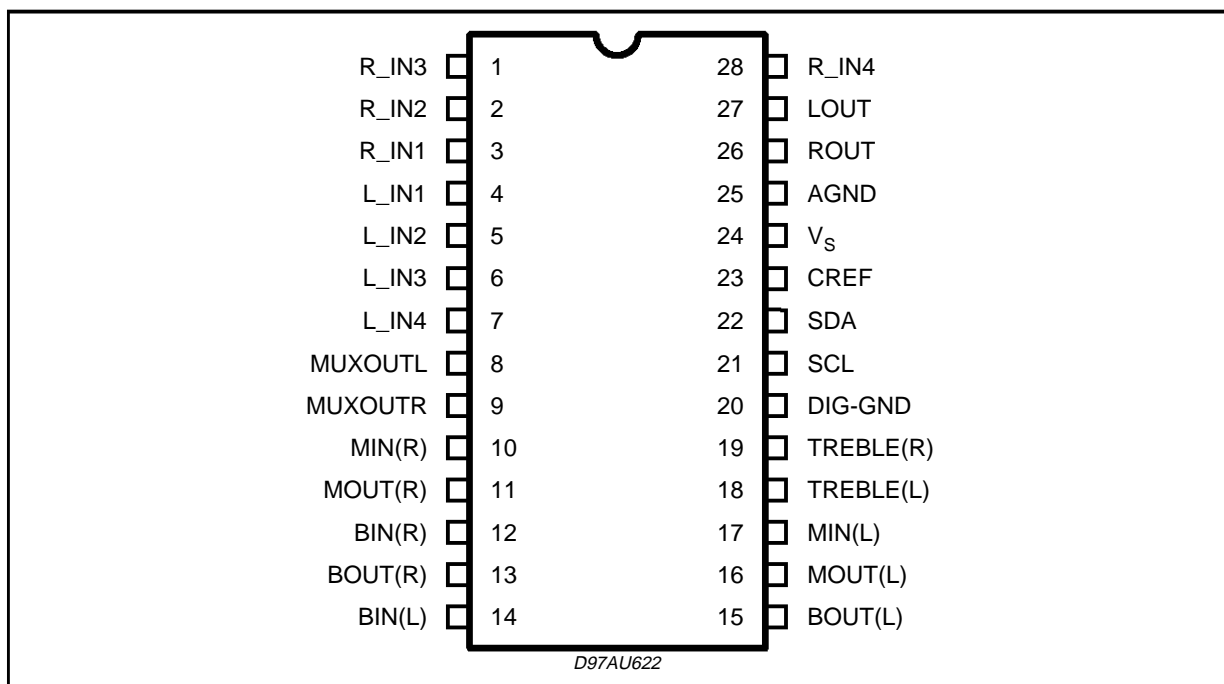 R_IN3 1 28 R_IN4
R_IN2 2 27 LOUT
R_IN1 3 26 ROUT
L_IN1 4 25 AGND
L_IN2 5 24 VS
L_IN3 6 23 CREF
L_IN4 7 22 SDA
MUXOUTL 8 21 SCL
MUXOUTR 9 20 DIG-GND
MIN(R) 10 19 TREBLE(R)
MOUT(R) 11 18 TREBLE(L)
BIN(R) 12 17 MIN(L)
BOUT(R) 13 16 MOUT(L)
BIN(L) 14 15 BOUT(L)
D97AU622